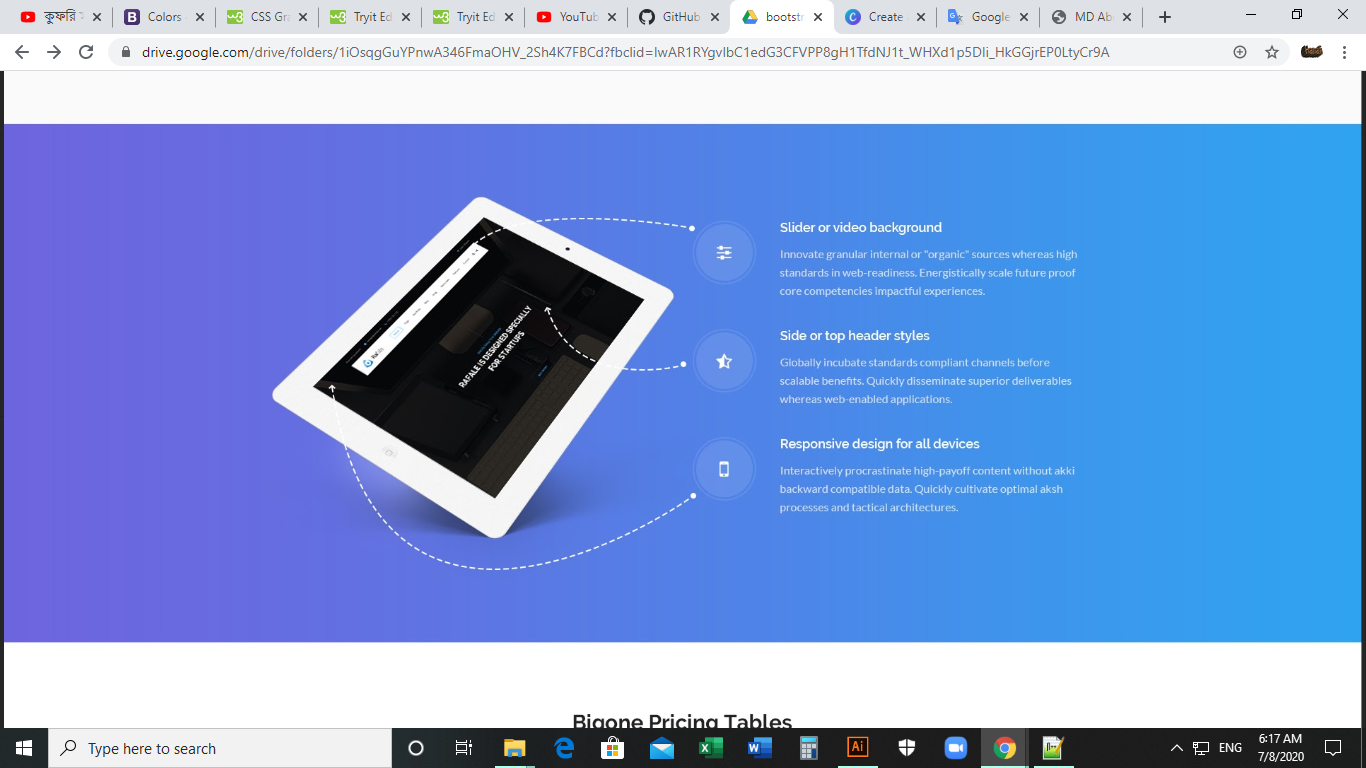 কুফরি
Colors
CSS Gra
Tryit Ed
Tryit Ed
YouTub
GitHub
bootstr
Create
Google
MD Ab
drive.google.com/drive/folders/
Slider or video background
Innovate granular internal or "organic" sources whereas high
standards in web-readiness. Energistically scale future proof
core competencies impactful experiences.
RAFALE IS DESIGNED SPECIALLY
FOR STARTUPS
Side or top header styles
Globally incubate standards compliant channels before
scalable benefits. Quickly disseminate superior deliverables
whereas web-enabled applications.
Responsive design for all devices
Interactively procrastinate high-payoff content without akki
backward compatible data. Quickly cultivate optimal aksh
processes and tactical architectures.
Bigone Pricing Tables
Type here to search
ENG
6:17 AM
7/8/2020